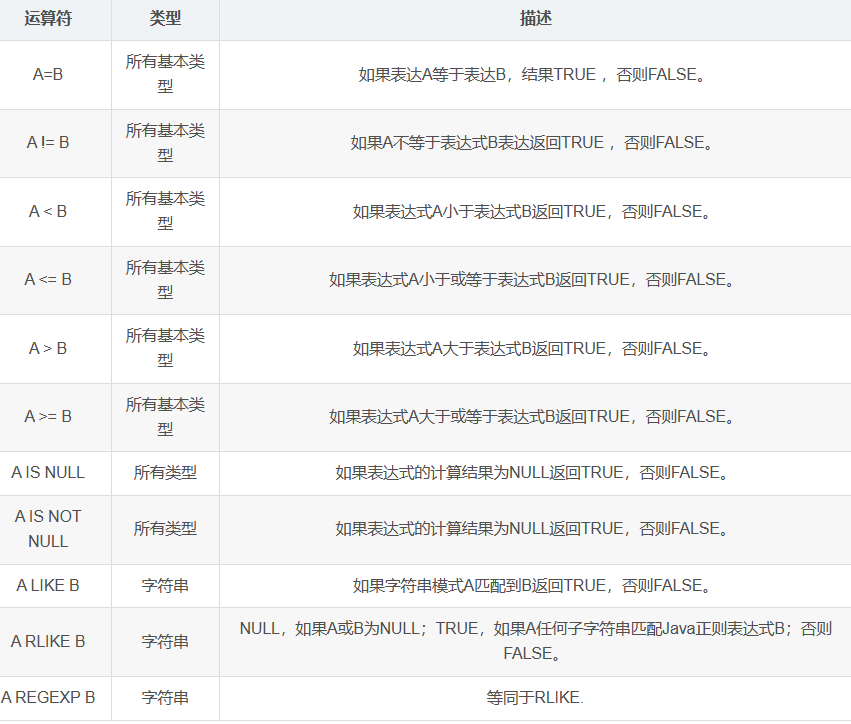 运算符 类型 描述
A=B 所有基本类型 如果表达A等于表达B，结果TRUE ，否则FALSE。
A != B 所有基本类型 如果A不等于表达式B表达返回TRUE ，否则FALSE。
A < B 所有基本类型 如果表达式A小于表达式B返回TRUE，否则FALSE。
A <= B 所有基本类型 如果表达式A小于或等于表达式B返回TRUE，否则FALSE。
A > B 所有基本类型 如果表达式A大于表达式B返回TRUE，否则FALSE。
A >= B 所有基本类型 如果表达式A大于或等于表达式B返回TRUE，否则FALSE。
A IS NULL 所有类型 如果表达式的计算结果为NULL返回TRUE，否则FALSE。
A IS NOT NULL 所有类型 如果表达式的计算结果为NULL返回TRUE，否则FALSE。
A LIKE B 字符串 如果字符串模式A匹配到B返回TRUE，否则FALSE。
A RLIKE B 字符串 NULL，如果A或B为NULL；TRUE，如果A任何子字符串匹配Java正则表达式B；否则FALSE。
A REGEXP B 字符串 等同于RLIKE.